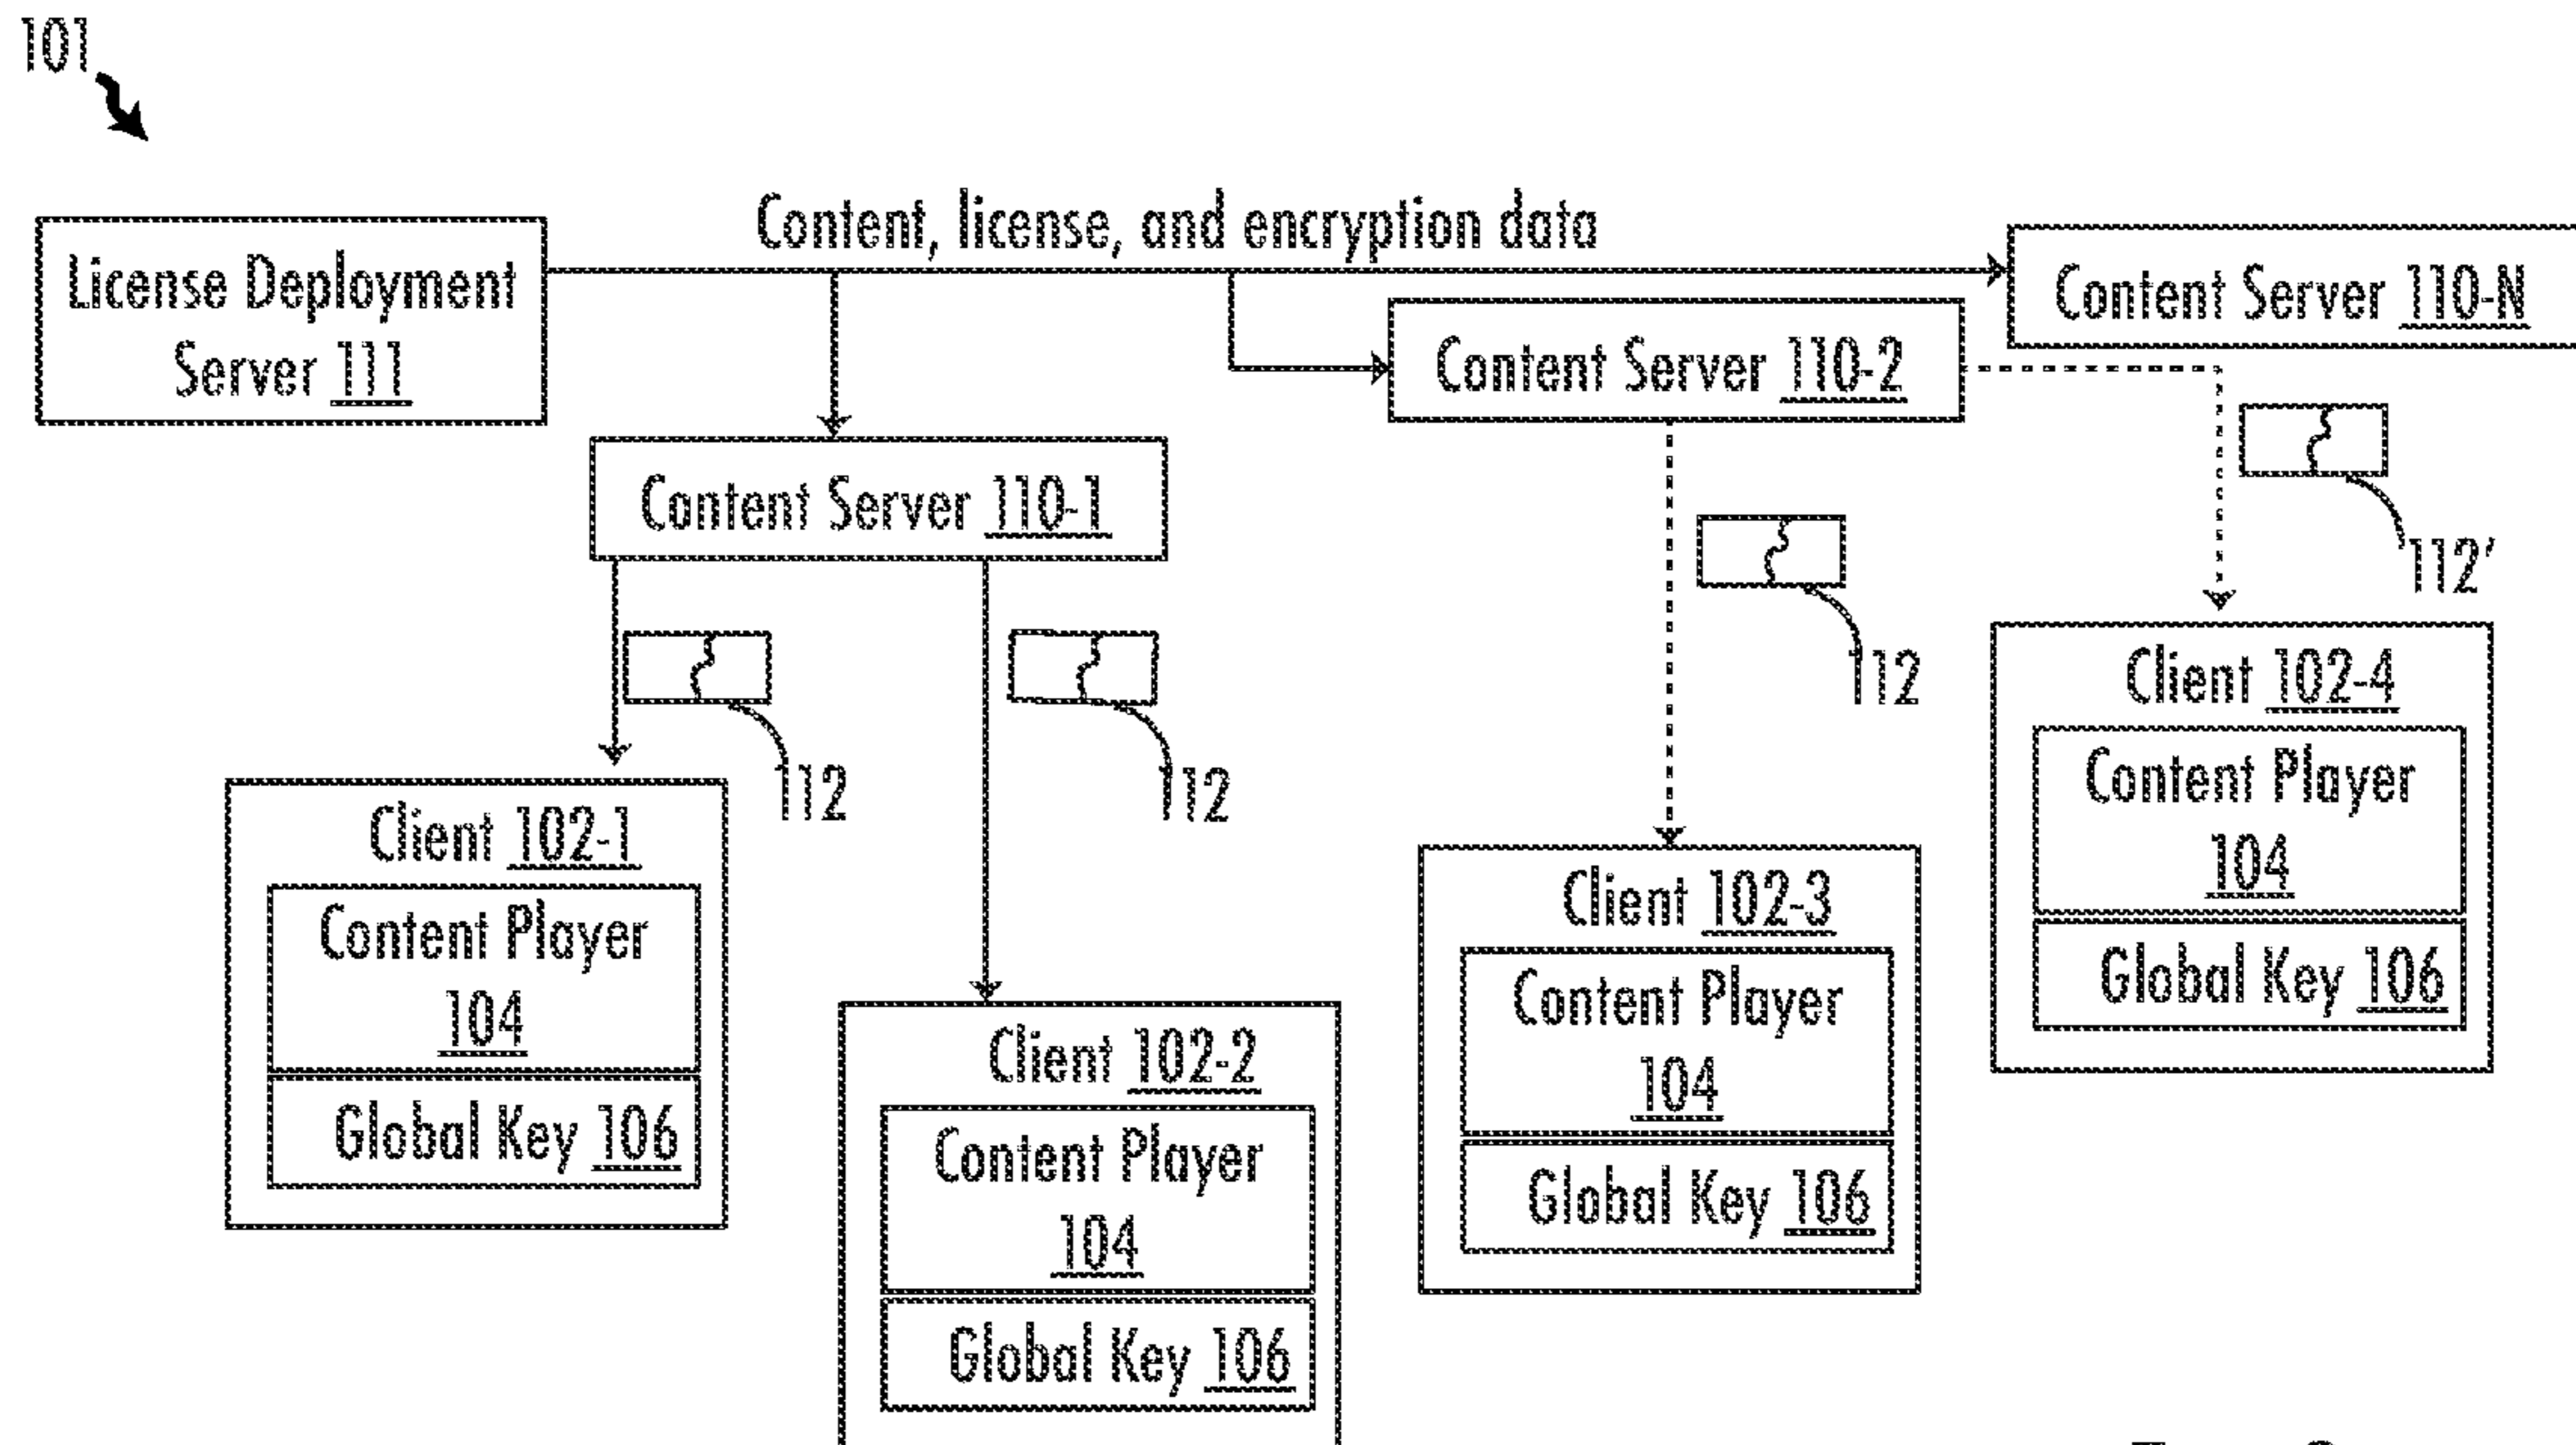 101
Content, license, and encryption data
License Deployment
Server 111
Content Server 110-N
Content Server 110-2
Content Server 110-1
112'
112
112
112
Client 102-4
Content Player
104
Global Key 106
Client 102-1
Content Player
104
Global Key 106
Client 102-3
Content Player
104
Global Key 106
Client 102-2
Content Player
104
Global Key 106